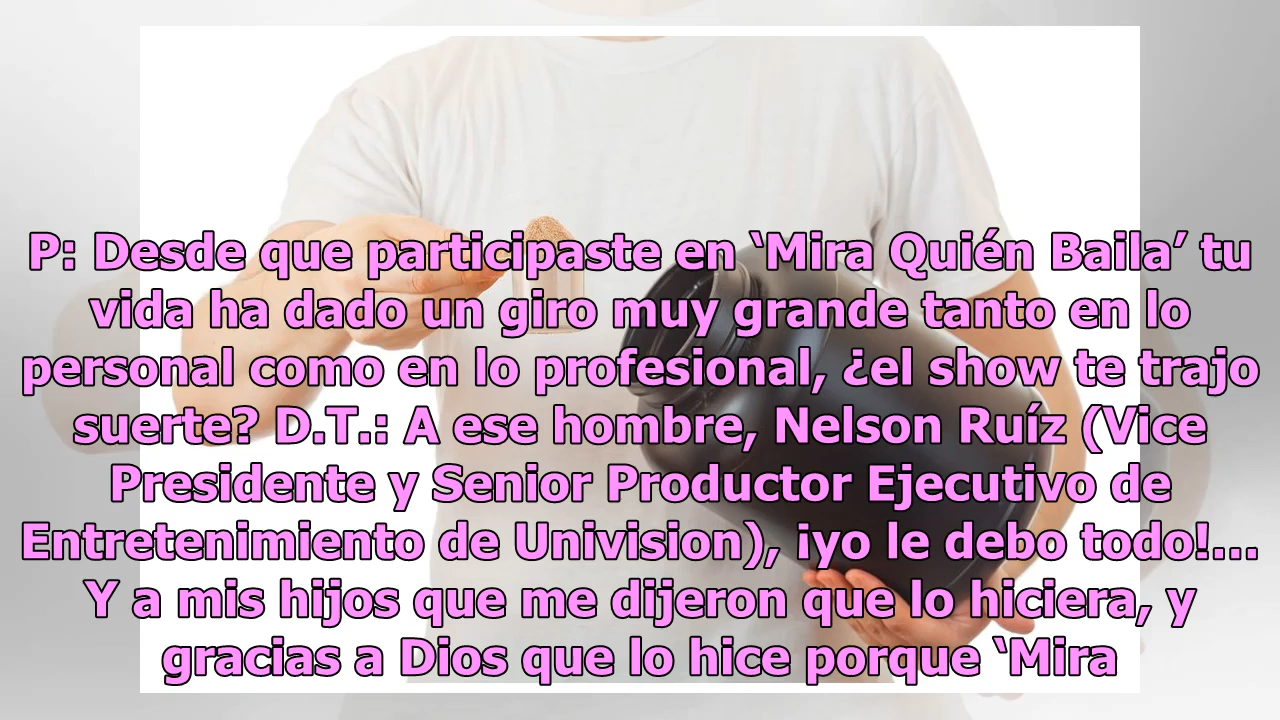 P: Desde que participaste en ‘Mira Quién Baila’ tu
vida ha dado un giro muy grande tanto en lo
personal como en lo profesional, ¿el show te trajo
suerte? D.T.: A ese hombre, Nelson Ruíz (Vice
Presidente y Senior Productor Ejecutivo de
Entretenimiento de Univision), ¡yo le debo todo!...
Y a mis hijos que me dijeron que lo hiciera, y
gracias a Dios que lo hice porque ‘Mira